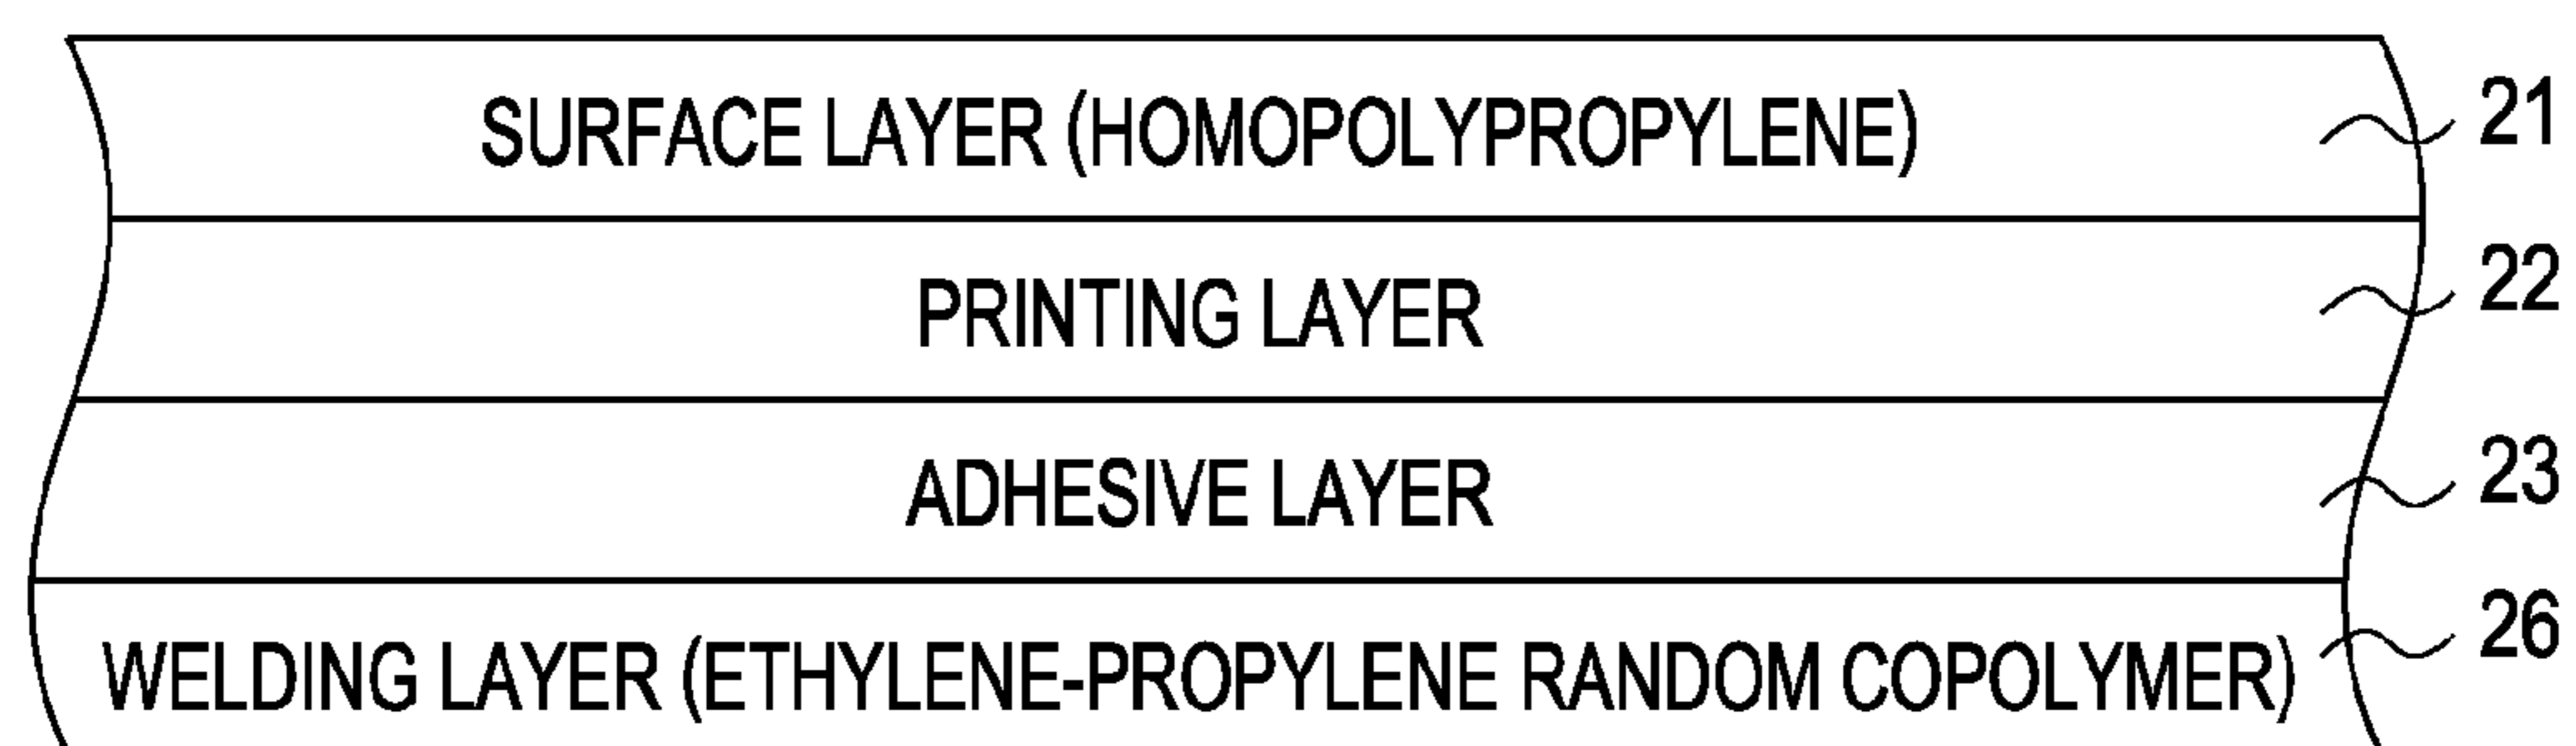 SURFACE LAYER (HOMOPOLYPROPYLENE) 21
PRINTING LAYER 22
ADHESIVE LAYER 23
WELDING LAYER (ETHYLENE-PROPYLENE RANDOM COPOLYMER) 26